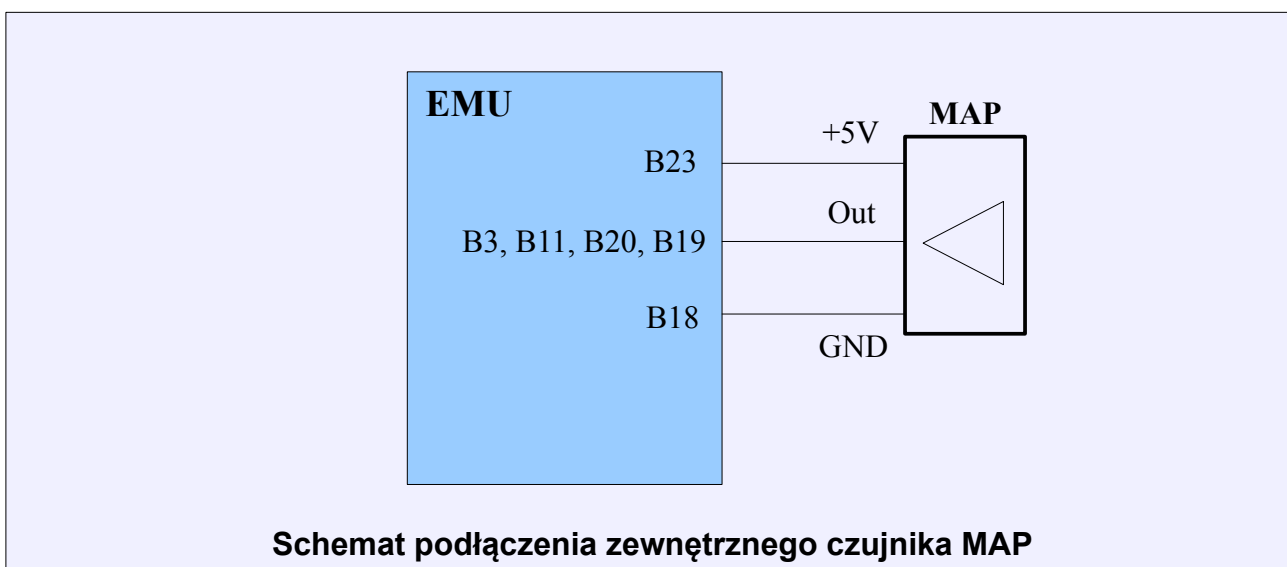 EMU
MAP
+5V
B23
Out
B3, B11, B20, B19
B18
GND
Schemat podłączenia zewnętrznego czujnika MAP